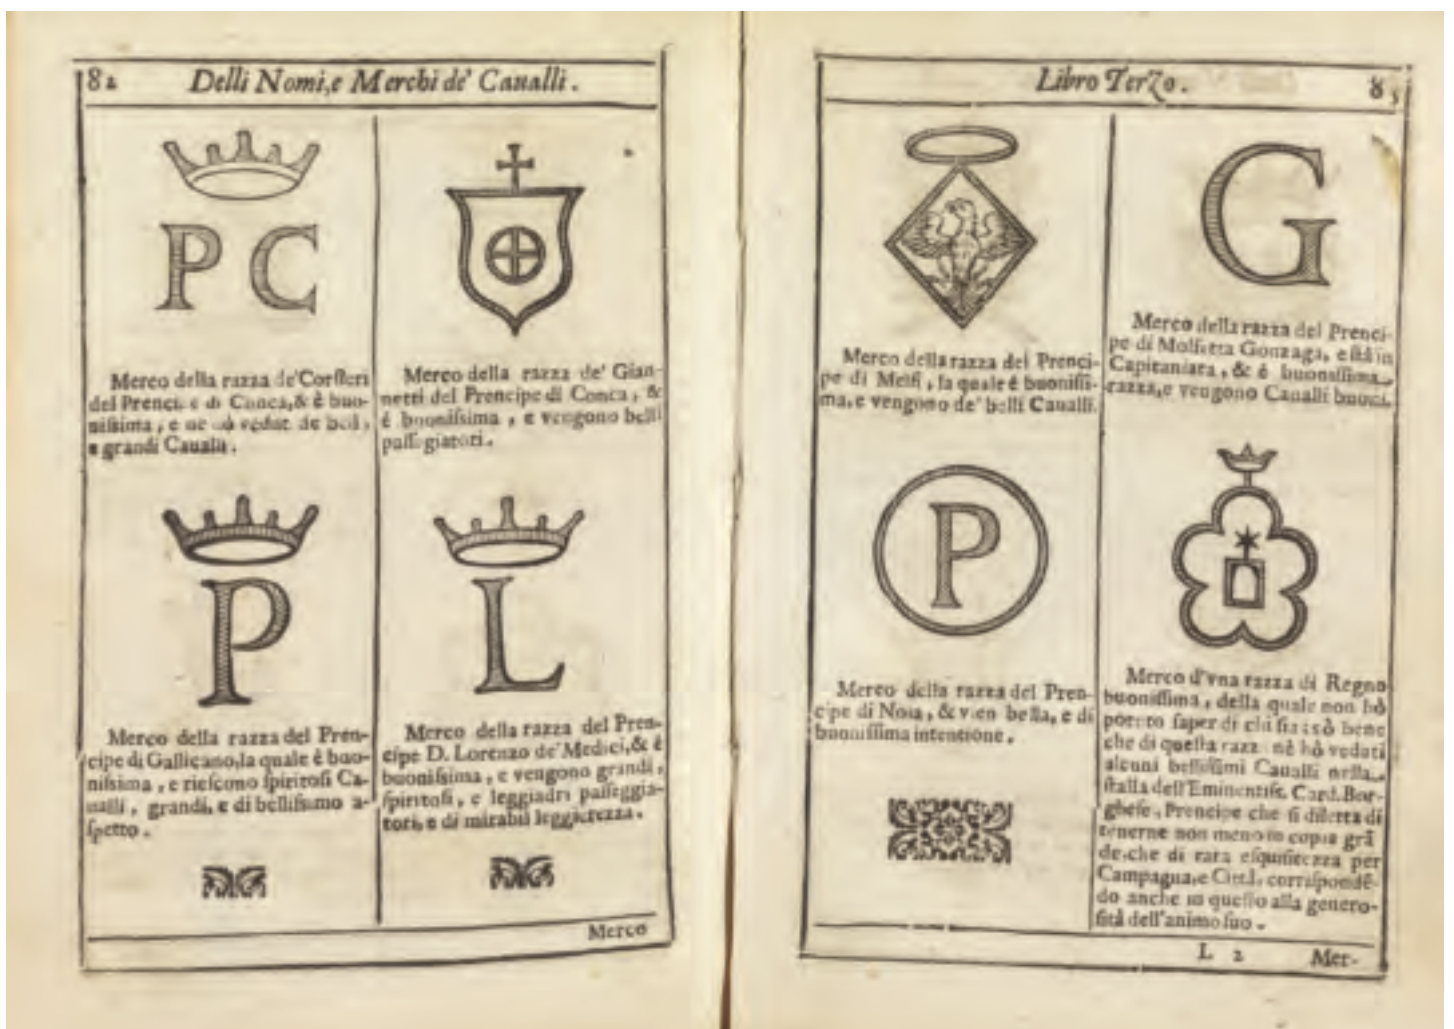 82 Delli Nomi, e Merchi de' Caualli.
P C
Merco della razza de' Corsieri
del Prencipe di Conca, & è buo-
nissima, e ne hò vedut de bell,
e grandi Caualli.
P
Merco della razza del Pren-
cipe di Gallicano, la quale è buo-
nissima, e riescono spiritosi Ca-
ualli, grandi, e di bellissimo a-
spetto.
Merco della razza de' Gian-
netti del Prencipe di Conca, &
è buonissima, e vengono belli
passegiatori.
L
Merco della razza del Pren-
cipe D. Lorenzo de' Medici, & è
buonissima, e vengono grandi,
spiritosi, e leggiadri passeggia-
tori, e di mirabil leggierezza.
Merco
Libro Terzo. 83
Merco della razza del Prenci-
pe di Melfi, la quale è buonissi-
ma, e vengono de' belli Caualli.
P
Merco della razza del Pren-
cipe di Noia, & vien bella, e di
buonissima intentione.
G
Merco della razza del Prenci-
pe di Molfetta Gonzaga, e stà in
Capitaniata, & è buonissima
razza, e vengono Caualli buoni.
Merco d'vna razza di Regno
buonissima, della quale non hò
potuto saper di chi sia: sò bene
che di questa razza nè hò veduti
alcuni bellissimi Caualli nella
stalla dell'Eminentiss. Card. Bor-
ghese, Prencipe che si diletta di
tenerne non meno in copia grā
de, che di rara esquisitezza per
Campagna, e Città, corrispondē-
do anche in questo alla genero-
sità dell'animo suo.
L 2 Mer-